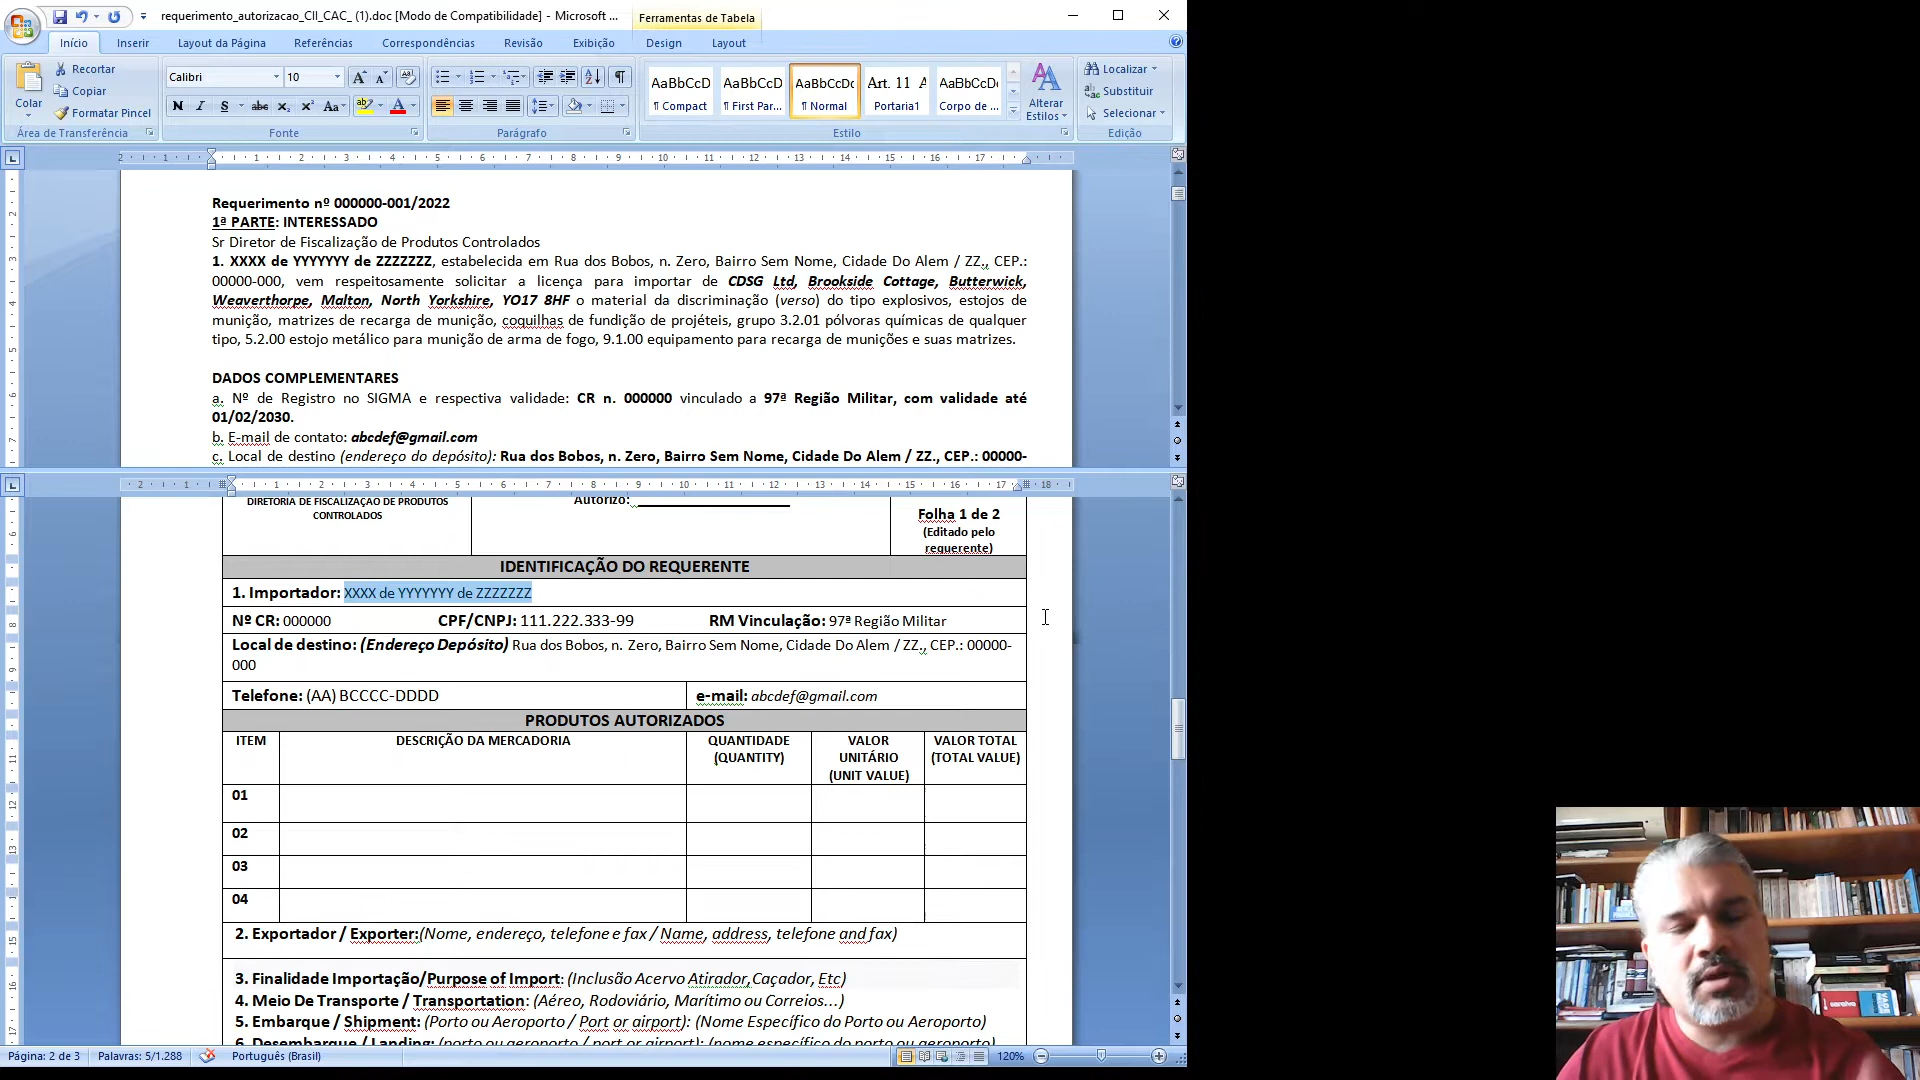 requerimento_autorizacao_CII_CAC_ (1).doc [Modo de Compatibilidade] - Microsoft ...
Ferramentas de Tabela
Início
Inserir
Layout da Página
Referências
Correspondências
Revisão
Exibição
Design
Layout
Colar
Recortar
Copiar
Formatar Pincel
Área de Transferência
Calibri
10
Fonte
Parágrafo
AaBbCcD
¶ Compact
AaBbCcD
¶ First Par...
AaBbCcDc
¶ Normal
Art. 11 A
Portaria1
AaBbCcDc
Corpo de ...
Alterar
Estilos
Estilo
Localizar
Substituir
Selecionar
Edição
Requerimento nº 000000-001/2022
1ª PARTE: INTERESSADO
Sr Diretor de Fiscalização de Produtos Controlados
1. XXXX de YYYYYYY de ZZZZZZZ, estabelecida em Rua dos Bobos, n. Zero, Bairro Sem Nome, Cidade Do Alem / ZZ., CEP.:
00000-000, vem respeitosamente solicitar a licença para importar de CDSG Ltd, Brookside Cottage, Butterwick,
Weaverthorpe, Malton, North Yorkshire, YO17 8HF o material da discriminação (verso) do tipo explosivos, estojos de
munição, matrizes de recarga de munição, coquilhas de fundição de projéteis, grupo 3.2.01 pólvoras químicas de qualquer
tipo, 5.2.00 estojo metálico para munição de arma de fogo, 9.1.00 equipamento para recarga de munições e suas matrizes.
DADOS COMPLEMENTARES
a. Nº de Registro no SIGMA e respectiva validade: CR n. 000000 vinculado a 97ª Região Militar, com validade até
01/02/2030.
b. E-mail de contato: abcdef@gmail.com
c. Local de destino (endereço do depósito): Rua dos Bobos, n. Zero, Bairro Sem Nome, Cidade Do Alem / ZZ., CEP.: 00000-
DIRETORIA DE FISCALIZAÇÃO DE PRODUTOS
CONTROLADOS
Autorizo:
Folha 1 de 2
(Editado pelo
requerente)
IDENTIFICAÇÃO DO REQUERENTE
1. Importador: XXXX de YYYYYYY de ZZZZZZZ
Nº CR: 000000
CPF/CNPJ: 111.222.333-99
RM Vinculação: 97ª Região Militar
Local de destino: (Endereço Depósito) Rua dos Bobos, n. Zero, Bairro Sem Nome, Cidade Do Alem / ZZ., CEP.: 00000-
000
Telefone: (AA) BCCCC-DDDD
e-mail: abcdef@gmail.com
PRODUTOS AUTORIZADOS
ITEM
DESCRIÇÃO DA MERCADORIA
QUANTIDADE
(QUANTITY)
VALOR
UNITÁRIO
(UNIT VALUE)
VALOR TOTAL
(TOTAL VALUE)
01
02
03
04
2. Exportador / Exporter:(Nome, endereço, telefone e fax / Name, address, telefone and fax)
3. Finalidade Importação/Purpose of Import: (Inclusão Acervo Atirador,Caçador, Etc)
4. Meio De Transporte / Transportation: (Aéreo, Rodoviário, Marítimo ou Correios...)
5. Embarque / Shipment: (Porto ou Aeroporto / Port or airport): (Nome Específico do Porto ou Aeroporto)
6. Desembarque / Landing: (porto ou aeroporto / port or airport): (nome específico do porto ou aeroporto)
Página: 2 de 3
Palavras: 5/1.288
Português (Brasil)
120%